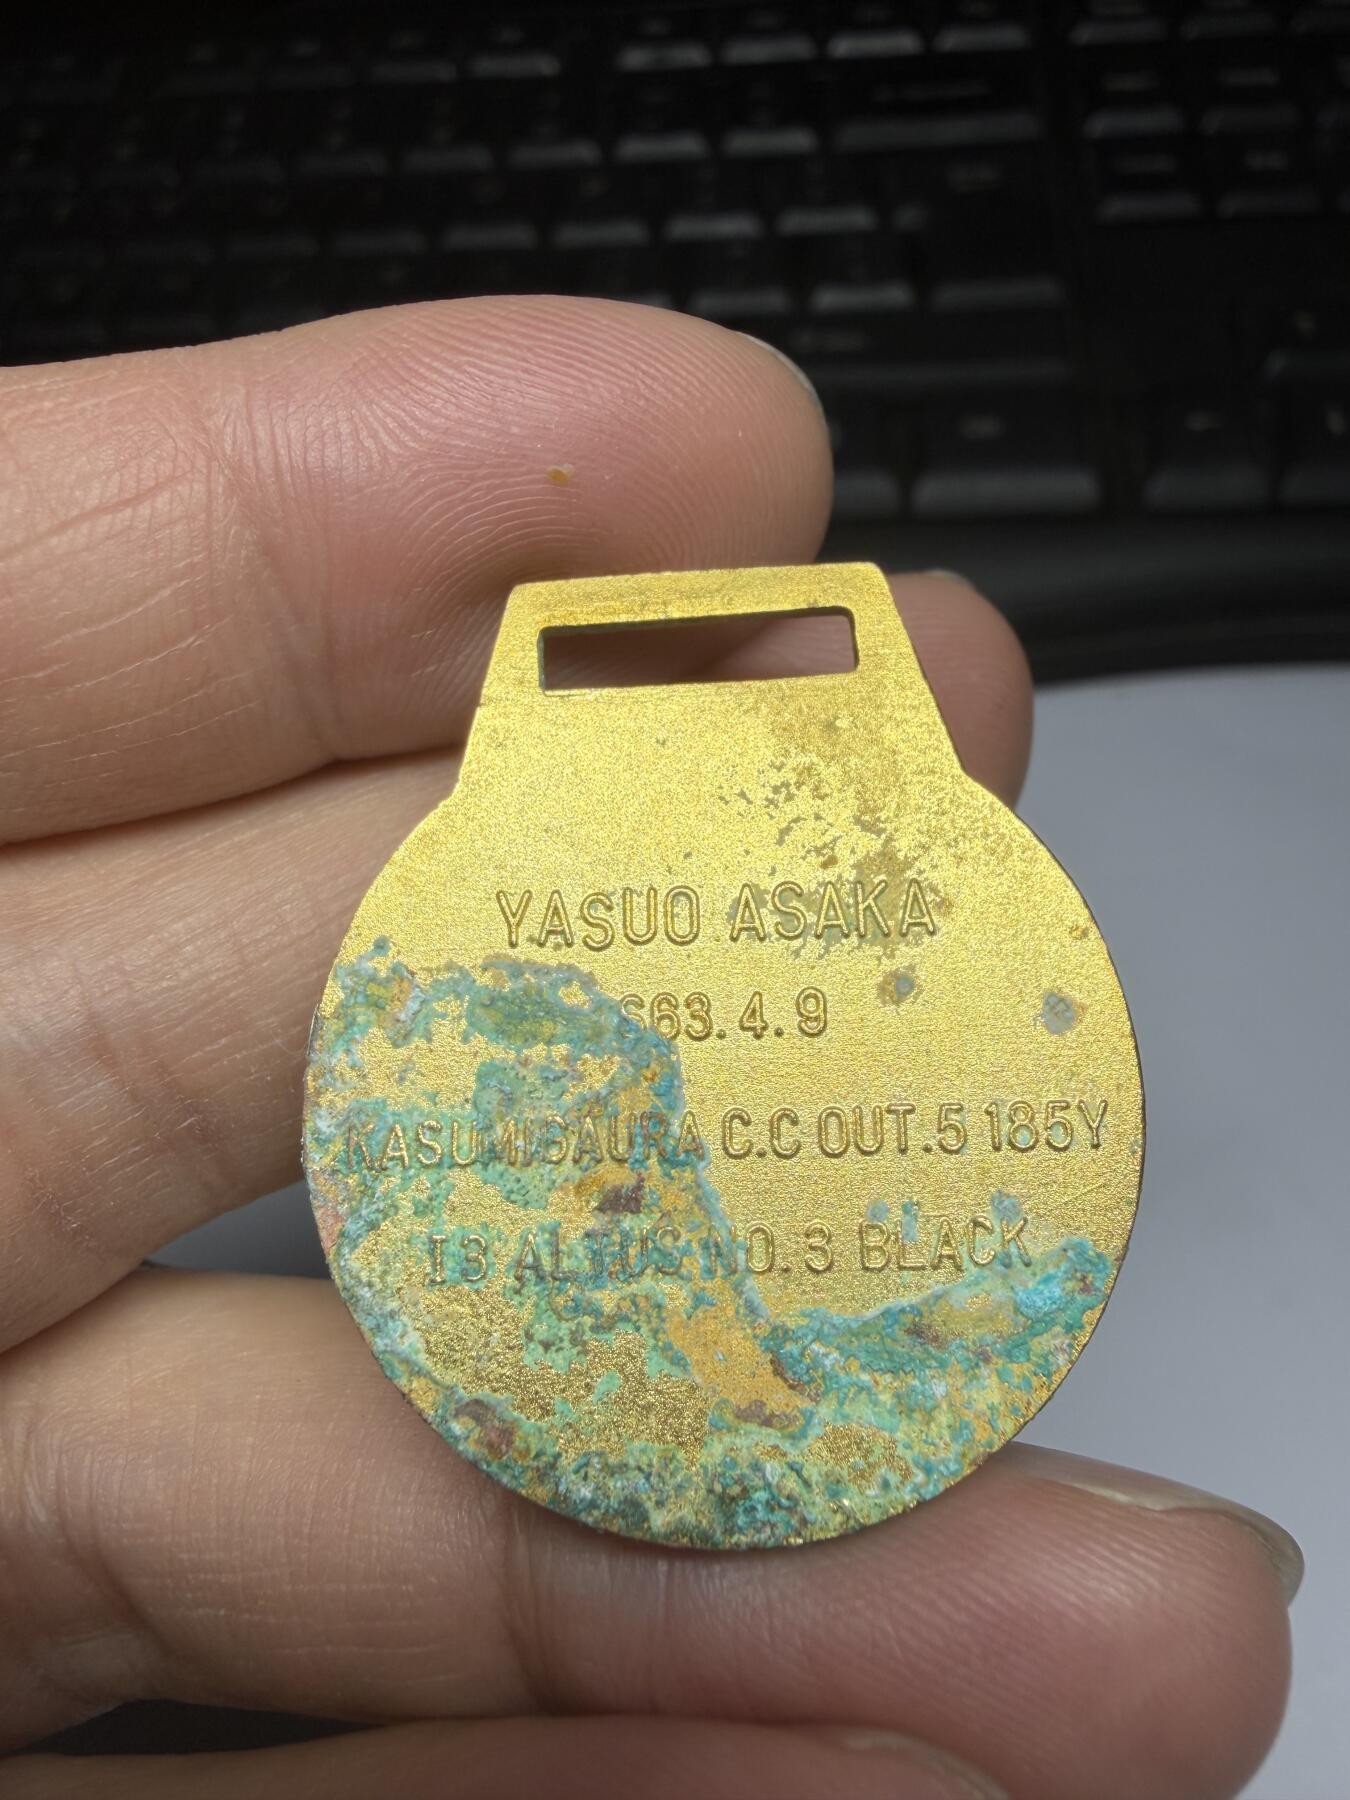 YASUO ASAKA
S63.4.9
KASUMIGAURA C.C OUT.5 185Y
I3 ALTUS NO.3 BLACK